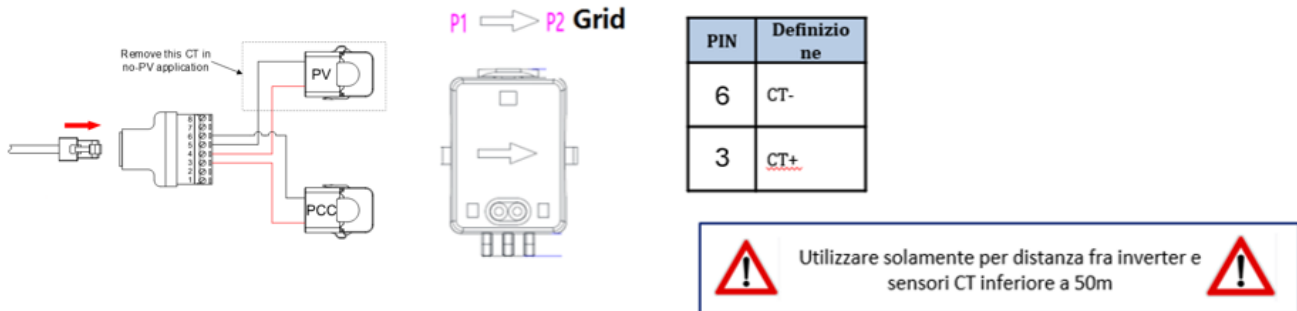 P1 P2 Grid
Remove this CT in
no-PV application
PV
8
7
6
5
4
3
2
1
PCC
PIN Definizio
ne
6 CT-
3 CT+
Utilizzare solamente per distanza fra inverter e
sensori CT inferiore a 50m